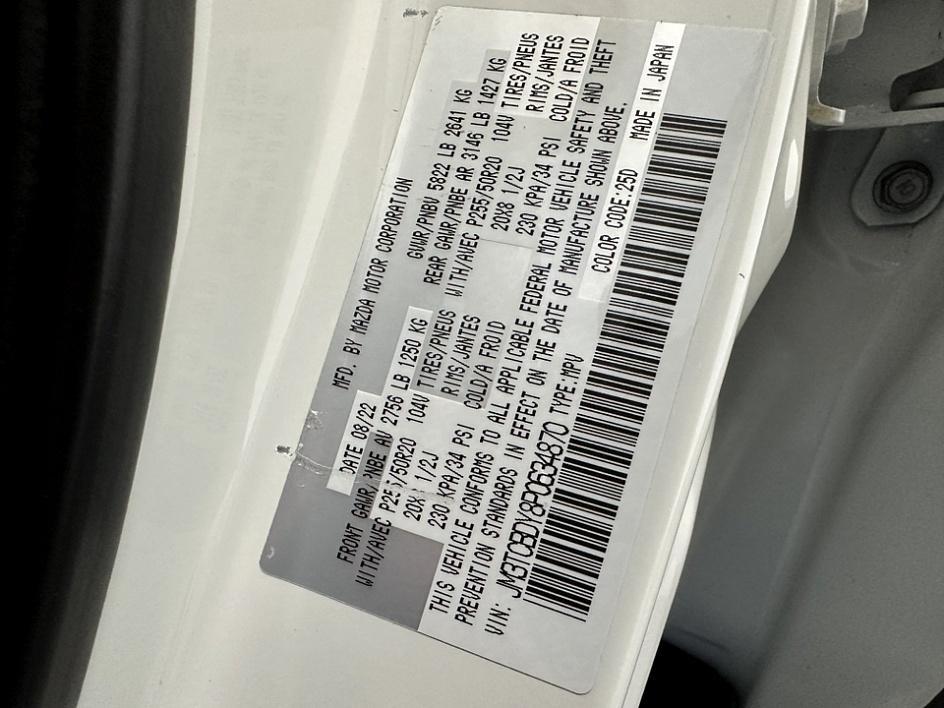 MFD. BY MAZDA MOTOR CORPORATION
DATE 08/22 GVWR/PNBV 5822 LB 2641 KG
FRONT GAWR/PNBE AV 2756 LB 1250 KG REAR GAWR/PNBE AR 3146 LB 1427 KG
WITH/AVEC P255/50R20 104V TIRES/PNEUS WITH/AVEC P255/50R20 104V TIRES/PNEUS
20X8 1/2J RIMS/JANTES 20X8 1/2J RIMS/JANTES
230 KPA/34 PSI COLD/A FROID 230 KPA/34 PSI COLD/A FROID
THIS VEHICLE CONFORMS TO ALL APPLICABLE FEDERAL MOTOR VEHICLE SAFETY AND THEFT
PREVENTION STANDARDS IN EFFECT ON THE DATE OF MANUFACTURE SHOWN ABOVE.
VIN: JM3TCBDY8P0634870 TYPE:MPV COLOR CODE:25D MADE IN JAPAN